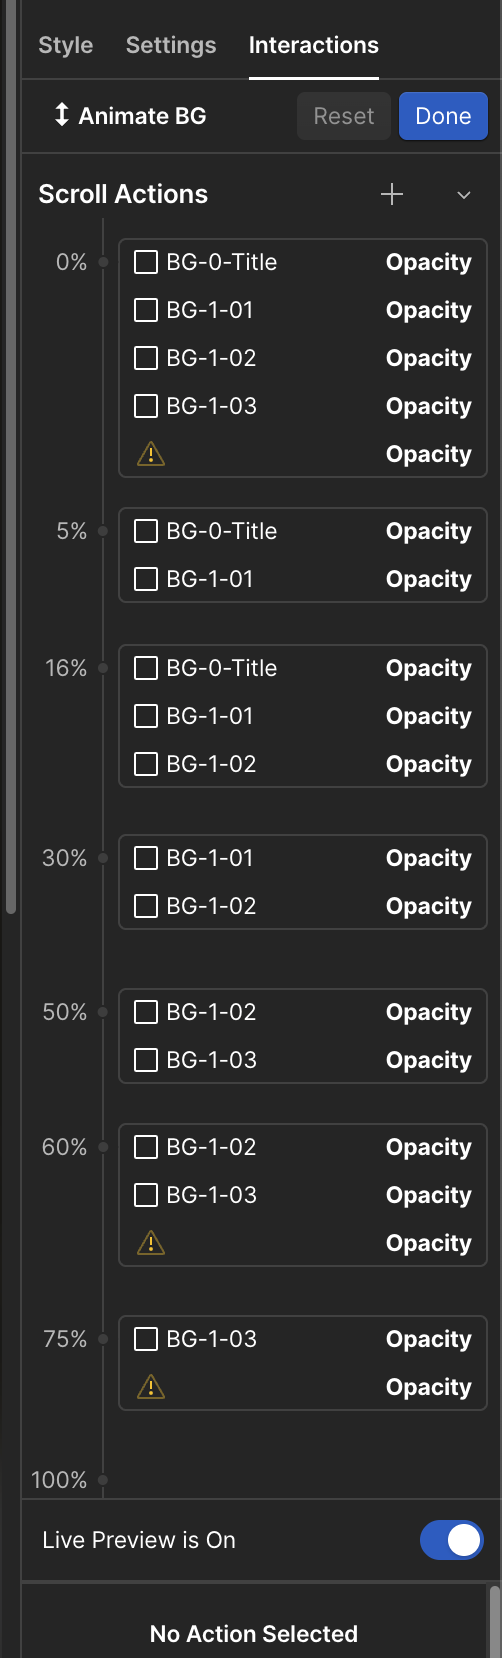 Style Settings Interactions
Animate BG Reset Done
Scroll Actions
0% BG-0-Title Opacity
BG-1-01 Opacity
BG-1-02 Opacity
BG-1-03 Opacity
Opacity
5% BG-0-Title Opacity
BG-1-01 Opacity
16% BG-0-Title Opacity
BG-1-01 Opacity
BG-1-02 Opacity
30% BG-1-01 Opacity
BG-1-02 Opacity
50% BG-1-02 Opacity
BG-1-03 Opacity
60% BG-1-02 Opacity
BG-1-03 Opacity
Opacity
75% BG-1-03 Opacity
Opacity
100%
Live Preview is On
No Action Selected